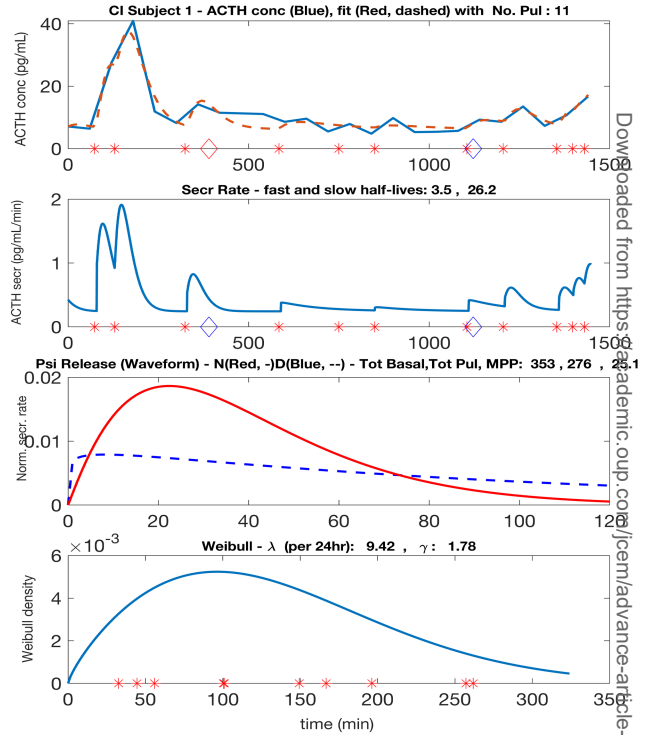 CI Subject 1 - ACTH conc (Blue), fit (Red, dashed) with No. Pul : 11
ACTH conc (pg/mL)
40
20
0
0 500 1000 1500
Secr Rate - fast and slow half-lives: 3.5 , 26.2
ACTH secr (pg/mL/min)
2
1
0
0 500 1000 1500
Psi Release (Waveform) - N(Red, -)D(Blue, --) - Tot Basal,Tot Pul, MPP: 353 , 276 ,
Norm. secr. rate
0.02
0.01
0
0 20 40 60 80 100 120
×10⁻³
Weibull - λ (per 24hr): 9.42 , γ : 1.78
Weibull density
6
4
2
0
0 50 100 150 200 250 300 350
time (min)
Downloaded from https://academic.oup.com/jcem/advance-article-